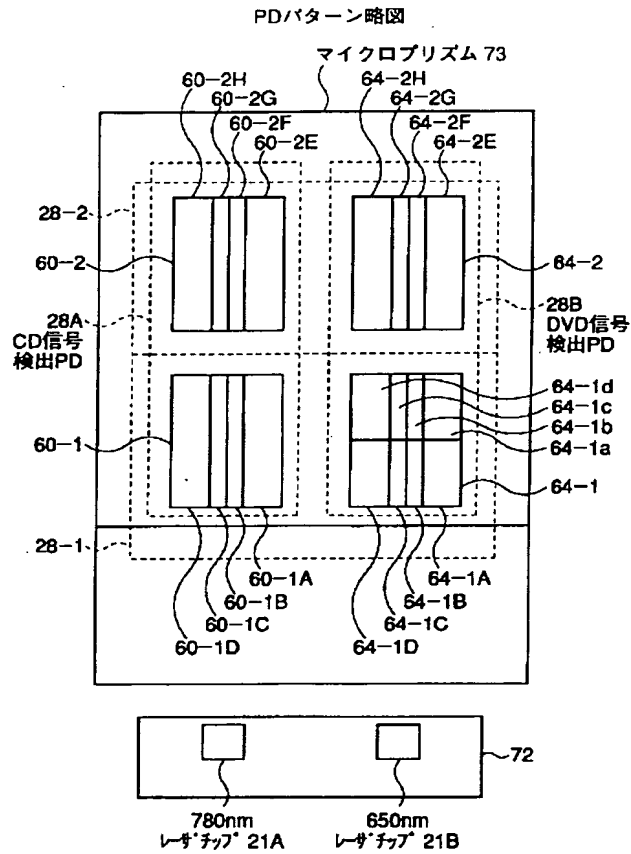 PDパターン略図
マイクロプリズム 73
60-2H
60-2G
60-2F
60-2E
64-2H
64-2G
64-2F
64-2E
28-2
60-2
64-2
28A
CD信号
検出PD
28B
DVD信号
検出PD
64-1d
64-1c
64-1b
64-1a
60-1
64-1
28-1
60-1A
60-1B
60-1C
60-1D
64-1A
64-1B
64-1C
64-1D
72
780nm
ﾚｰｻﾞﾁｯﾌﾟ 21A
650nm
ﾚｰｻﾞﾁｯﾌﾟ 21B